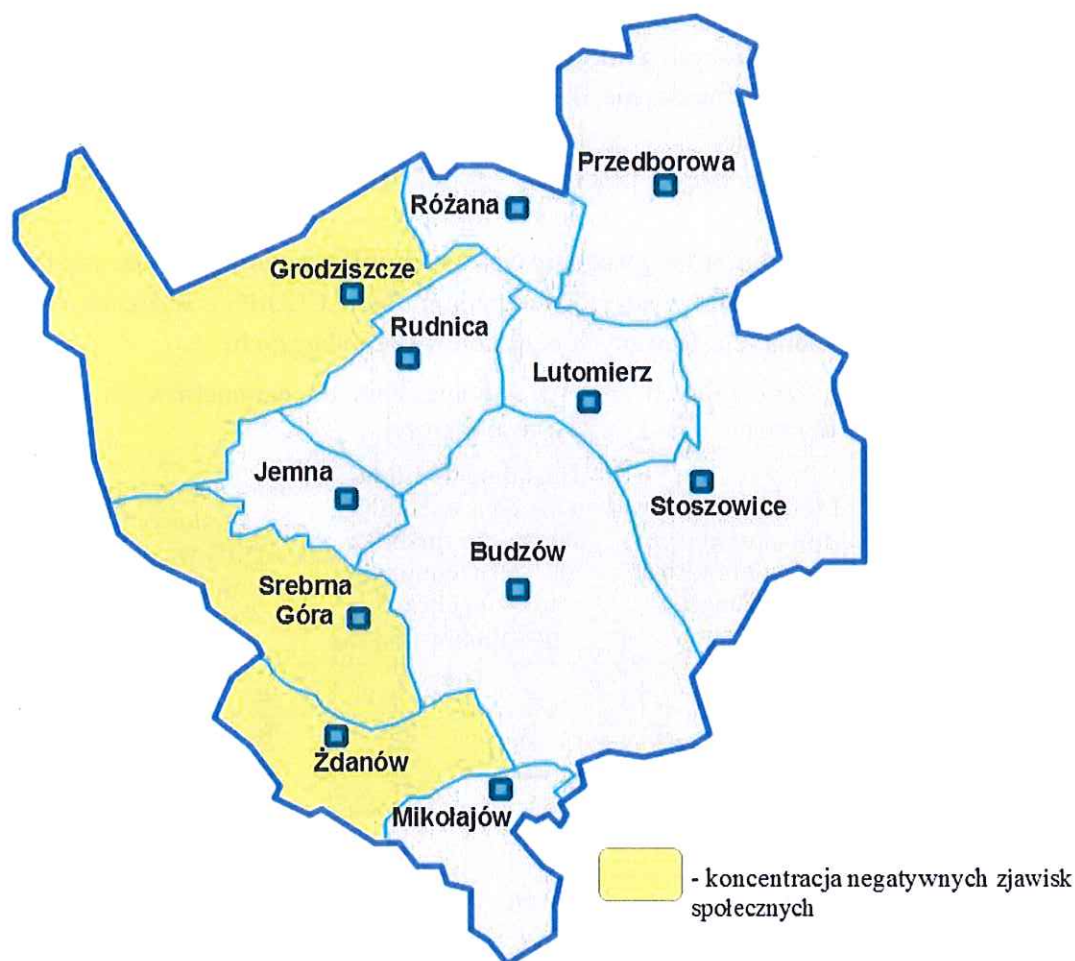 Przedborowa
Różana
Grodziszcze
Rudnica
Lutomierz
Jemna
Stoszowice
Budzów
Srebrna
Góra
Żdanów
Mikołajów
- koncentracja negatywnych zjawisk
społecznych